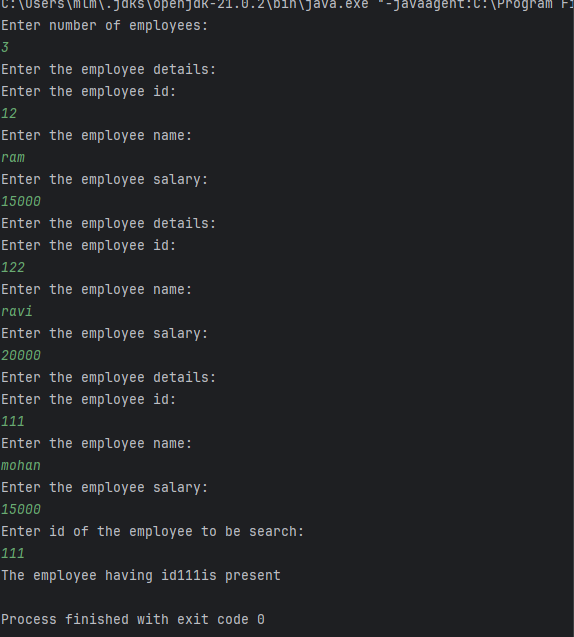 C:\Users\mlm\.jdks\openjdk-21.0.2\bin\java.exe "-javaagent:C:\Program Fi
Enter number of employees:
3
Enter the employee details:
Enter the employee id:
12
Enter the employee name:
ram
Enter the employee salary:
15000
Enter the employee details:
Enter the employee id:
122
Enter the employee name:
ravi
Enter the employee salary:
20000
Enter the employee details:
Enter the employee id:
111
Enter the employee name:
mohan
Enter the employee salary:
15000
Enter id of the employee to be search:
111
The employee having id111is present
Process finished with exit code 0